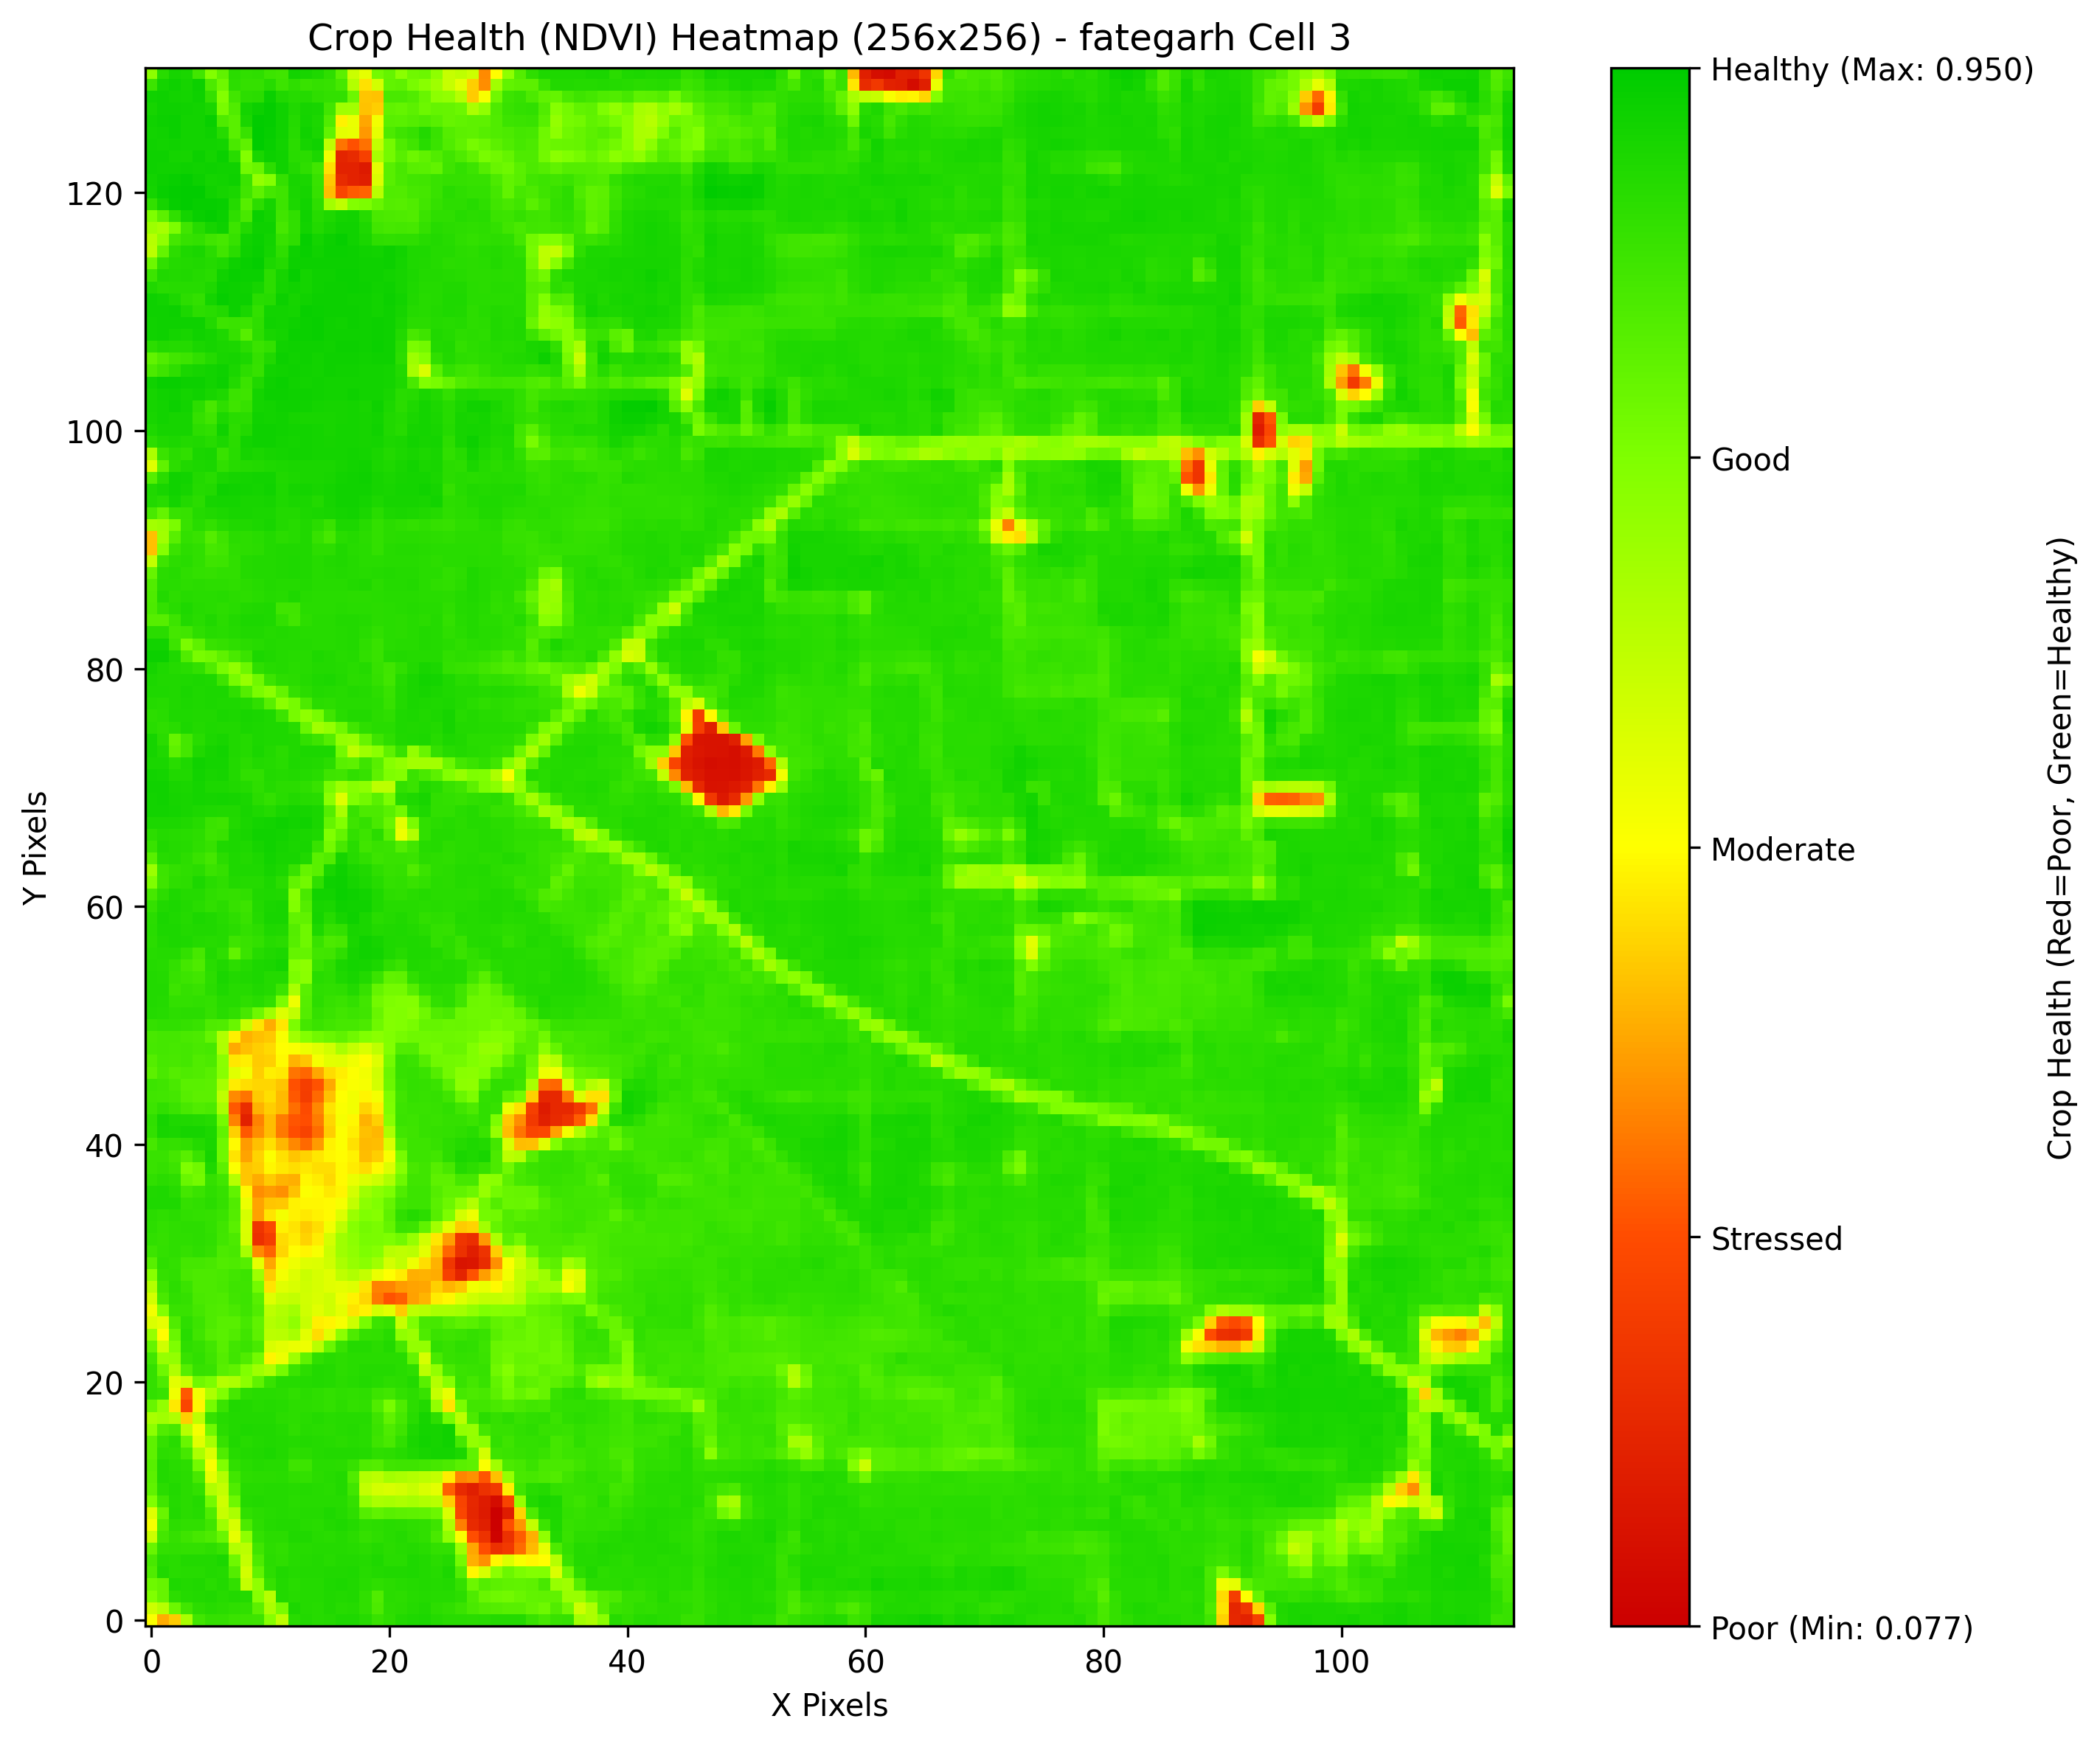 Crop Health (NDVI) Heatmap (256x256) - fategarh Cell 3
Healthy (Max: 0.950)
Good
Moderate
Stressed
Poor (Min: 0.077)
Crop Health (Red=Poor, Green=Healthy)
Y Pixels
120
100
80
60
40
20
0
0 20 40 60 80 100
X Pixels